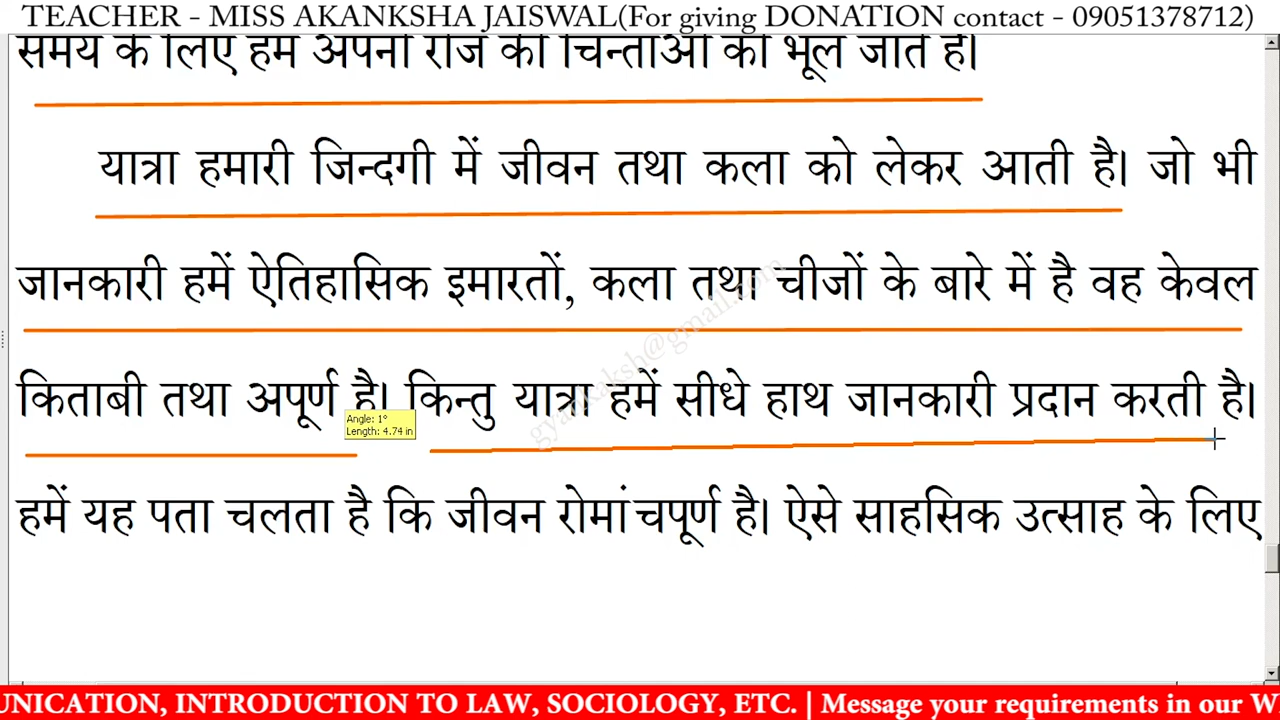 TEACHER - MISS AKANKSHA JAISWAL(For giving DONATION contact - 09051378712)
समय के लिए हम अपनी रोज की चिन्ताओं को भूल जाते हैं।
यात्रा हमारी जिन्दगी में जीवन तथा कला को लेकर आती है। जो भी
जानकारी हमें ऐतिहासिक इमारतों, कला तथा चीजों के बारे में है वह केवल
किताबी तथा अपूर्ण है। किन्तु यात्रा हमें सीधे हाथ जानकारी प्रदान करती है।
Angle: 1°
Length: 4.74 in
gyankaksh@gmail.com
हमें यह पता चलता है कि जीवन रोमांचपूर्ण है। ऐसे साहसिक उत्साह के लिए
UNICATION, INTRODUCTION TO LAW, SOCIOLOGY, ETC. | Message your requirements in our W